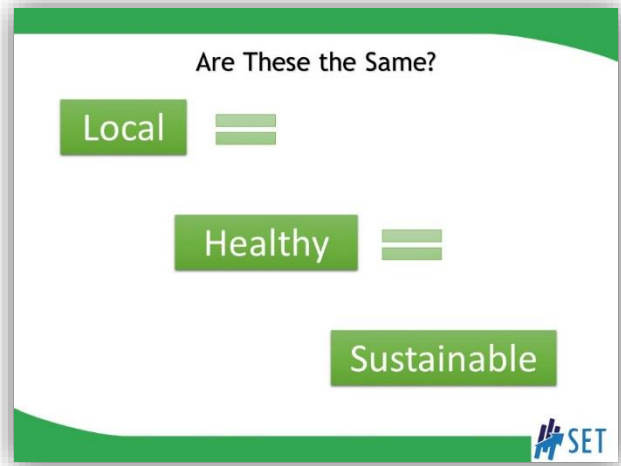 Are These the Same?
Local =
Healthy =
Sustainable
SET